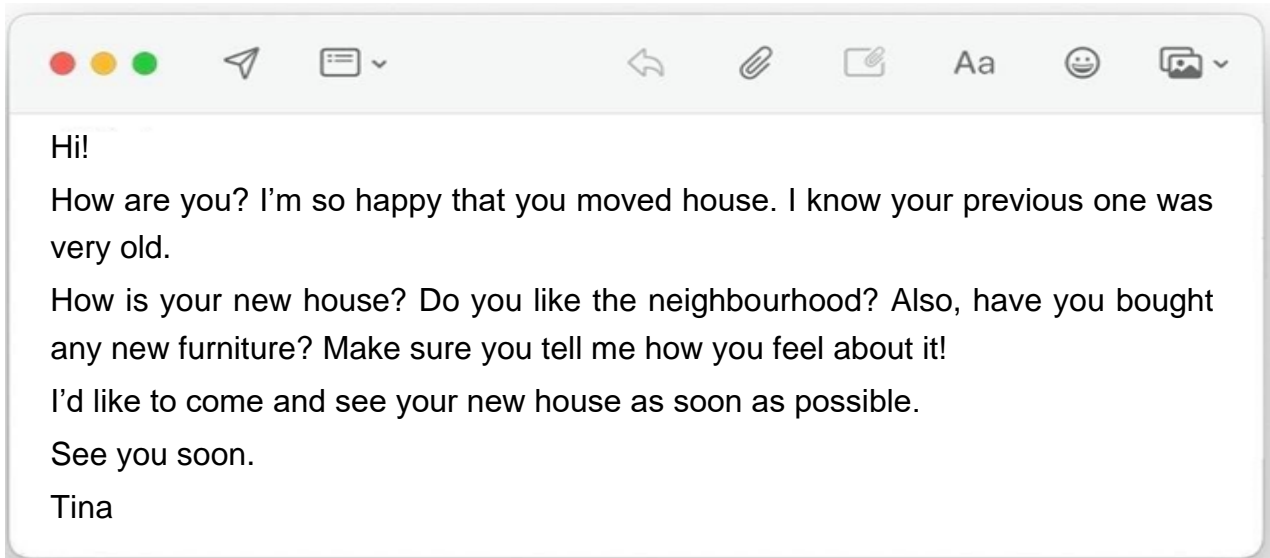 Aa
Hi!
How are you? I’m so happy that you moved house. I know your previous one was
very old.
How is your new house? Do you like the neighbourhood? Also, have you bought
any new furniture? Make sure you tell me how you feel about it!
I’d like to come and see your new house as soon as possible.
See you soon.
Tina